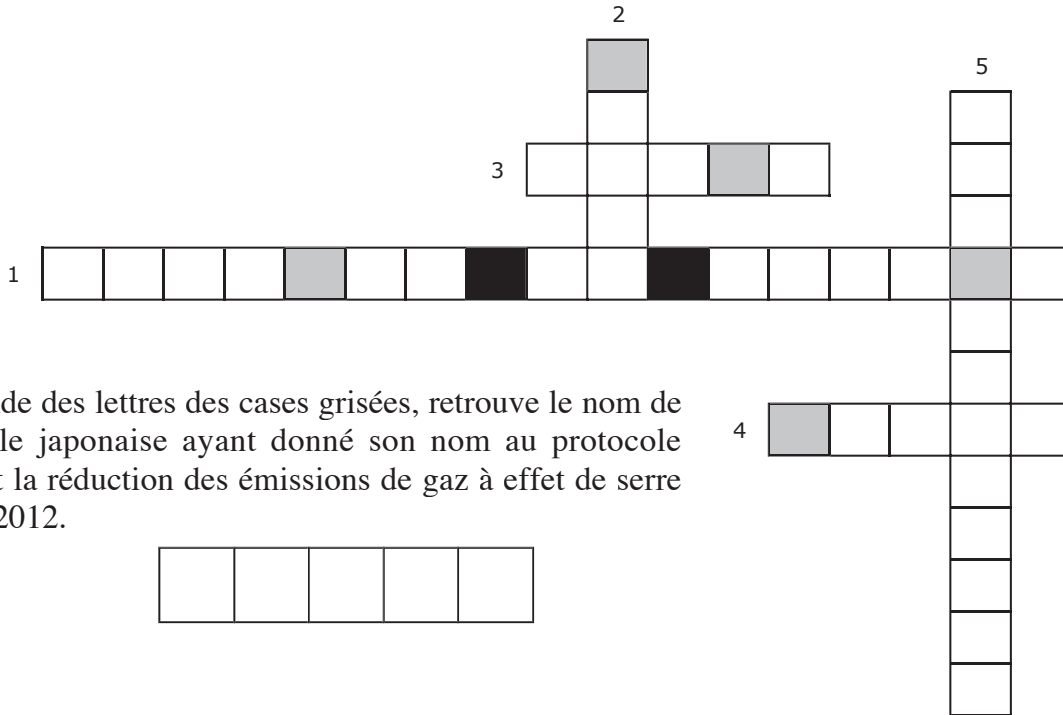 2
5
3
1
de des lettres des cases grisées, retrouve le nom de
le japonaise ayant donné son nom au protocole
t la réduction des émissions de gaz à effet de serre
2012.
4